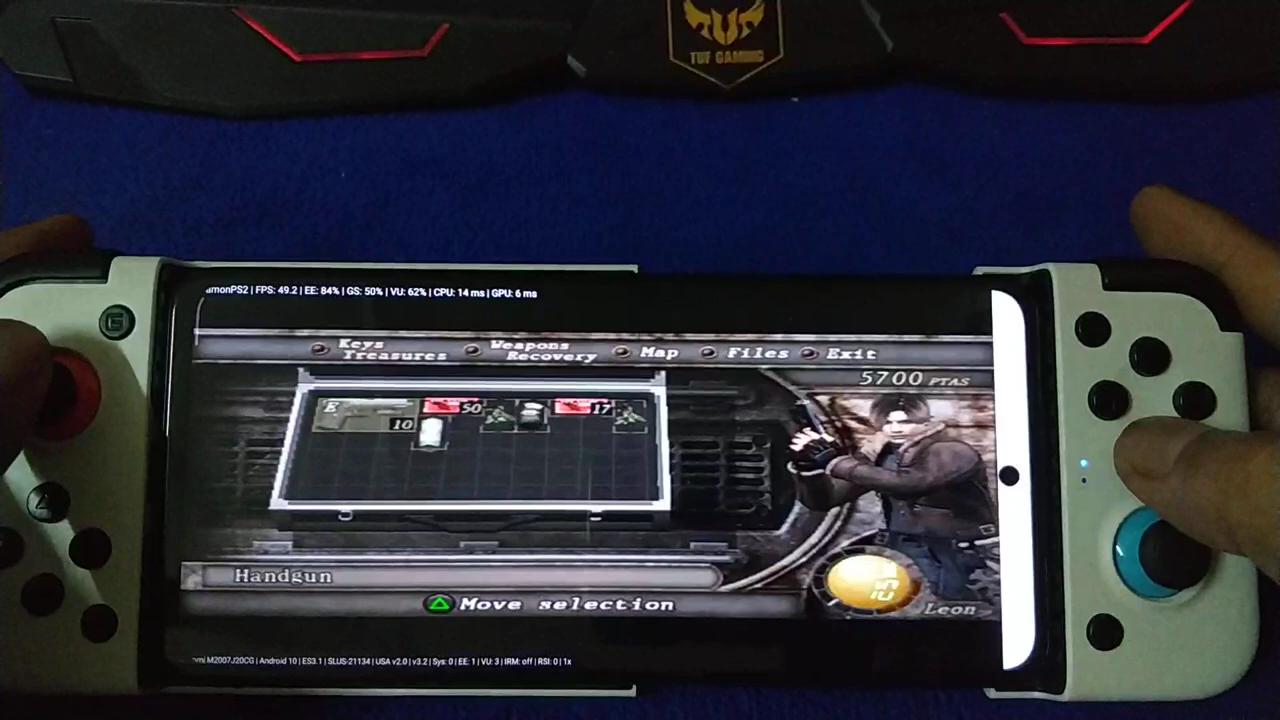 TUF GAMING
amonPS2 | FPS: 49.2 | EE: 84% | GS: 50% | VU: 62% | CPU: 14 ms | GPU: 6 ms
G
Keys Treasures
Weapons Recovery
Map
Files
Exit
5700 PTAS
E
10
50
17
Handgun
Move selection
Leon
M2007J20CG | Android 10 | ES3.1 | SLUS-21134 | USA v2.0 | v3.2 | Sys: 0 | EE: 1 | VU: 3 | IRM: off | RSI: 0 | 1x